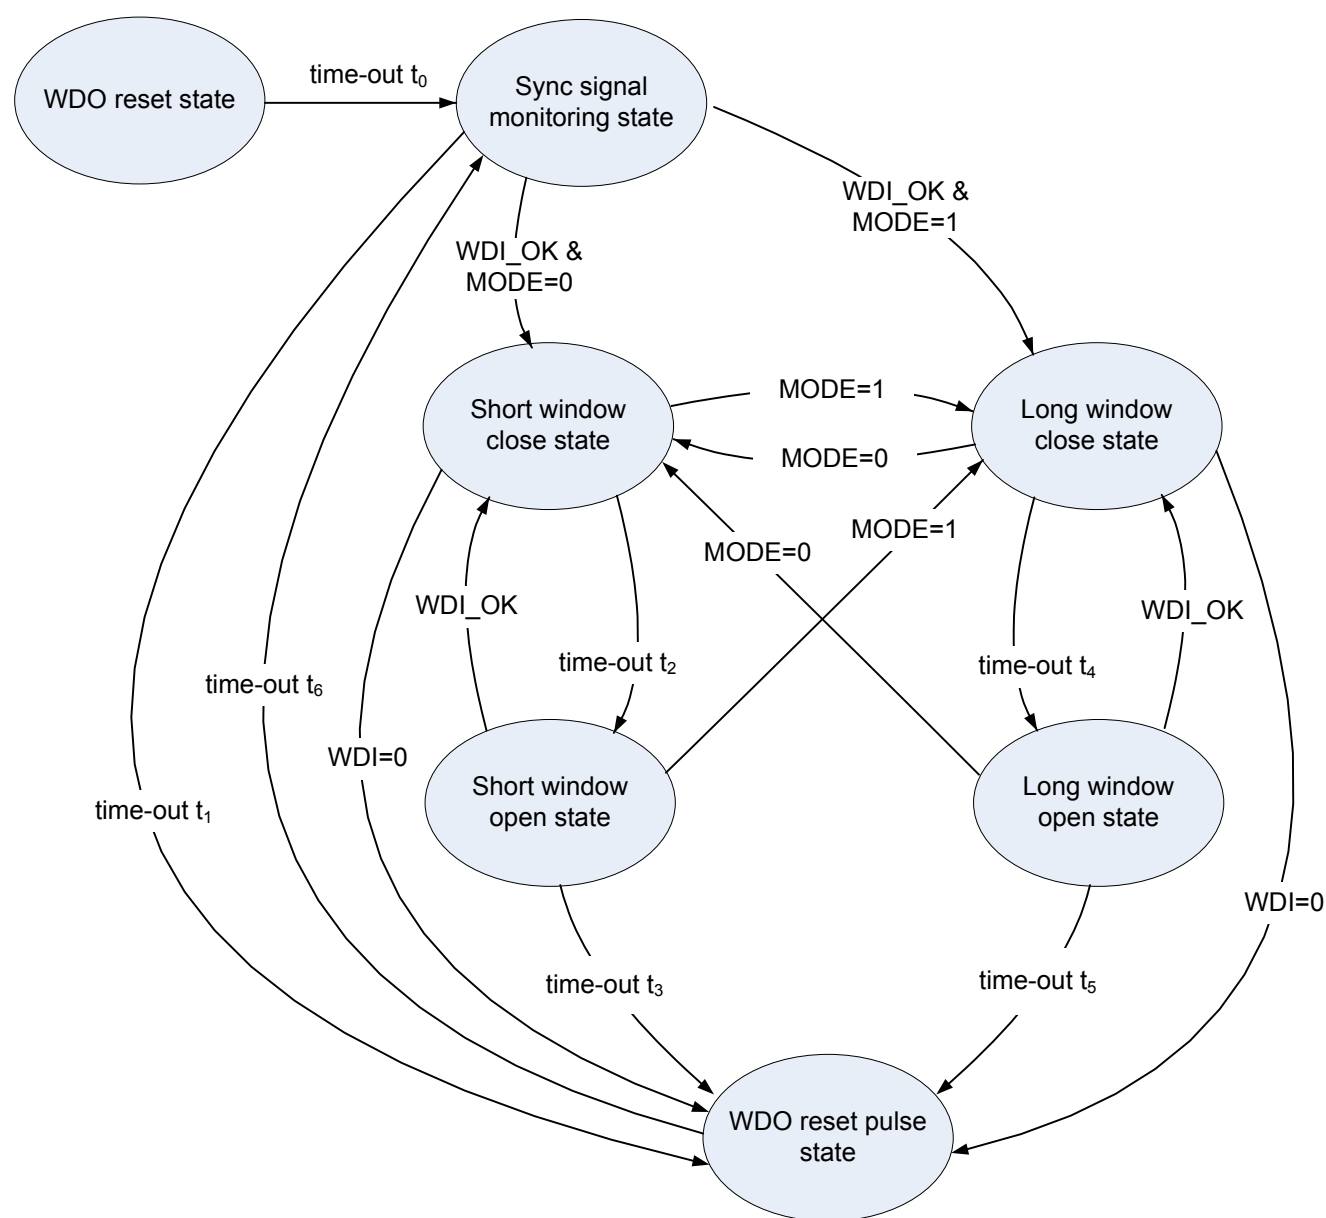 WDO reset state
time-out t₀
Sync signal
monitoring state
WDI_OK &
MODE=1
WDI_OK &
MODE=0
Short window
close state
MODE=1
MODE=0
Long window
close state
MODE=0
MODE=1
WDI_OK
WDI_OK
time-out t₂
time-out t₄
time-out t₆
WDI=0
time-out t₁
Short window
open state
Long window
open state
WDI=0
time-out t₃
time-out t₅
WDO reset pulse
state